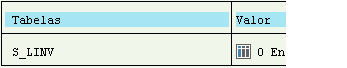 Tabelas Valor
S_LINV 0 En